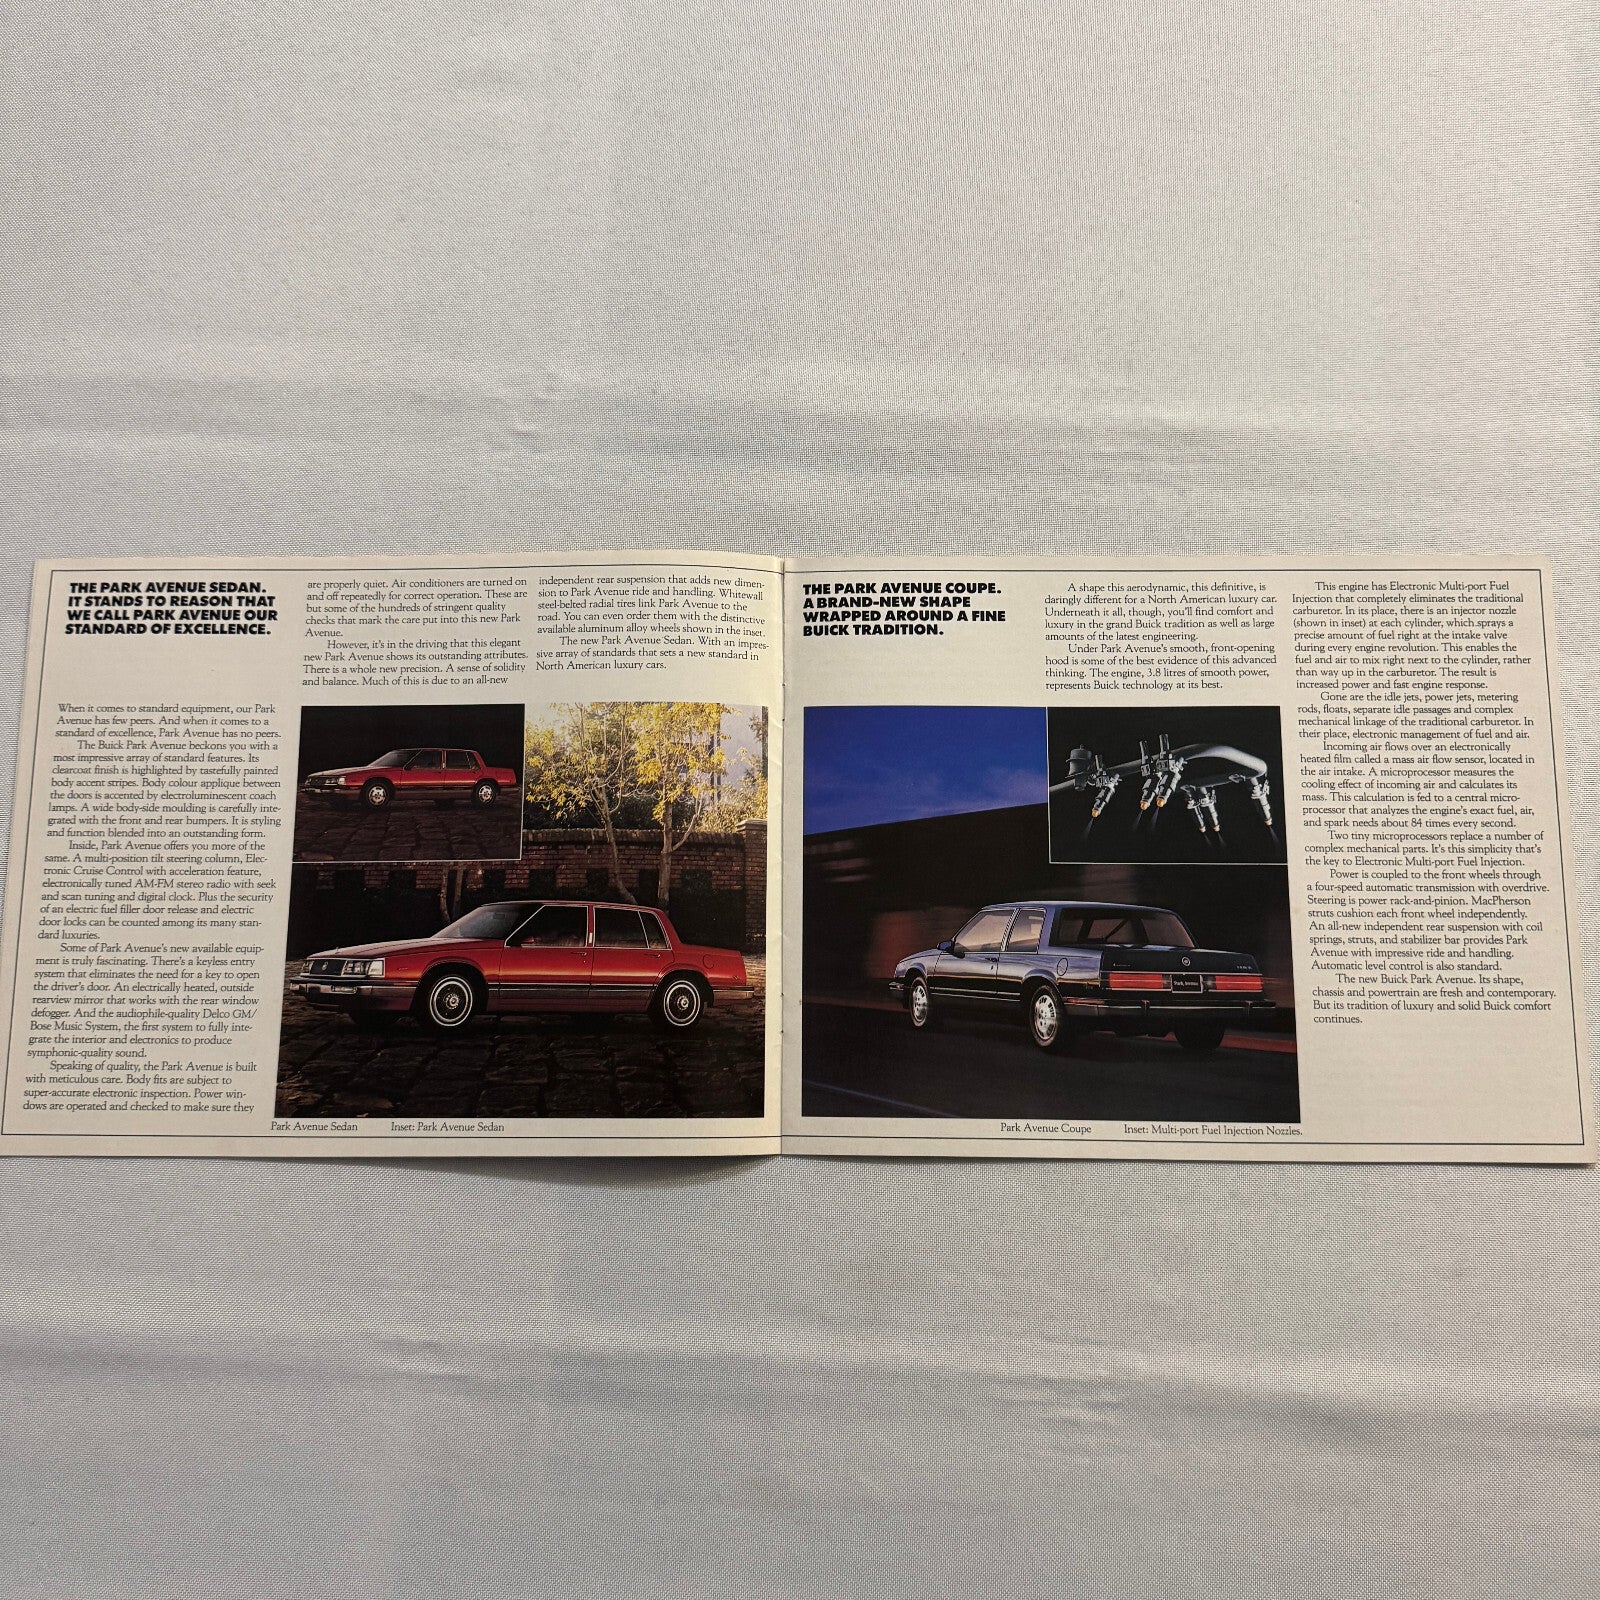 THE PARK AVENUE SEDAN.
IT STANDS TO REASON THAT
WE CALL PARK AVENUE OUR
STANDARD OF EXCELLENCE.
When it comes to standard equipment, our Park
Avenue has few peers. And when it comes to a
standard of excellence, Park Avenue has no peers.
The Buick Park Avenue beckons you with a
most impressive array of standard features. Its
clearcoat finish is highlighted by tastefully painted
body accent stripes. Body colour applique between
the doors is accented by electroluminescent coach
lamps. A wide body-side moulding is carefully inte-
grated with the front and rear bumpers. It is styling
and function blended into an outstanding form.
Inside, Park Avenue offers you more of the
same. A multi-position tilt steering column, Elec-
tronic Cruise Control with acceleration feature,
electronically tuned AM-FM stereo radio with seek
and scan tuning and digital clock. Plus the security
of an electric fuel filler door release and electric
door locks can be counted among its many stan-
dard luxuries.
Some of Park Avenue's new available equip-
ment is truly fascinating. There's a keyless entry
system that eliminates the need for a key to open
the driver's door. An electrically heated, outside
rearview mirror that works with the rear window
defogger. And the audiophile-quality Delco GM/
Bose Music System, the first system to fully inte-
grate the interior and electronics to produce
symphonic-quality sound.
Speaking of quality, the Park Avenue is built
with meticulous care. Body fits are subject to
super-accurate electronic inspection. Power win-
dows are operated and checked to make sure they
are properly quiet. Air conditioners are turned on
and off repeatedly for correct operation. These are
but some of the hundreds of stringent quality
checks that mark the care put into this new Park
Avenue.
However, it's in the driving that this elegant
new Park Avenue shows its outstanding attributes.
There is a whole new precision. A sense of solidity
and balance. Much of this is due to an all-new
independent rear suspension that adds new dimen-
sion to Park Avenue ride and handling. Whitewall
steel-belted radial tires link Park Avenue to the
road. You can even order them with the distinctive
available aluminum alloy wheels shown in the inset.
The new Park Avenue Sedan. With an impres-
sive array of standards that sets a new standard in
North American luxury cars.
Park Avenue Sedan Inset: Park Avenue Sedan
THE PARK AVENUE COUPE.
A BRAND-NEW SHAPE
WRAPPED AROUND A FINE
BUICK TRADITION.
A shape this aerodynamic, this definitive, is
daringly different for a North American luxury car.
Underneath it all, though, you'll find comfort and
luxury in the grand Buick tradition as well as large
amounts of the latest engineering.
Under Park Avenue's smooth, front-opening
hood is some of the best evidence of this advanced
thinking. The engine, 3.8 litres of smooth power,
represents Buick technology at its best.
This engine has Electronic Multi-port Fuel
Injection that completely eliminates the traditional
carburetor. In its place, there is an injector nozzle
(shown in inset) at each cylinder, which sprays a
precise amount of fuel right at the intake valve
during every engine revolution. This enables the
fuel and air to mix right next to the cylinder, rather
than way up in the carburetor. The result is
increased power and fast engine response.
Gone are the idle jets, power jets, metering
rods, floats, separate idle passages and complex
mechanical linkage of the traditional carburetor. In
their place, electronic management of fuel and air.
Incoming air flows over an electronically
heated film called a mass air flow sensor, located in
the air intake. A microprocessor measures the
cooling effect of incoming air and calculates its
mass. This calculation is fed to a central micro-
processor that analyzes the engine's exact fuel, air,
and spark needs about 84 times every second.
Two tiny microprocessors replace a number of
complex mechanical parts. It's this simplicity that's
the key to Electronic Multi-port Fuel Injection.
Power is coupled to the front wheels through
a four-speed automatic transmission with overdrive.
Steering is power rack-and-pinion. MacPherson
struts cushion each front wheel independently.
An all-new independent rear suspension with coil
springs, struts, and stabilizer bar provides Park
Avenue with impressive ride and handling.
Automatic level control is also standard.
The new Buick Park Avenue. Its shape,
chassis and powertrain are fresh and contemporary.
But its tradition of luxury and solid Buick comfort
continues.
Park Avenue
Park Avenue Coupe Inset: Multi-port Fuel Injection Nozzles.